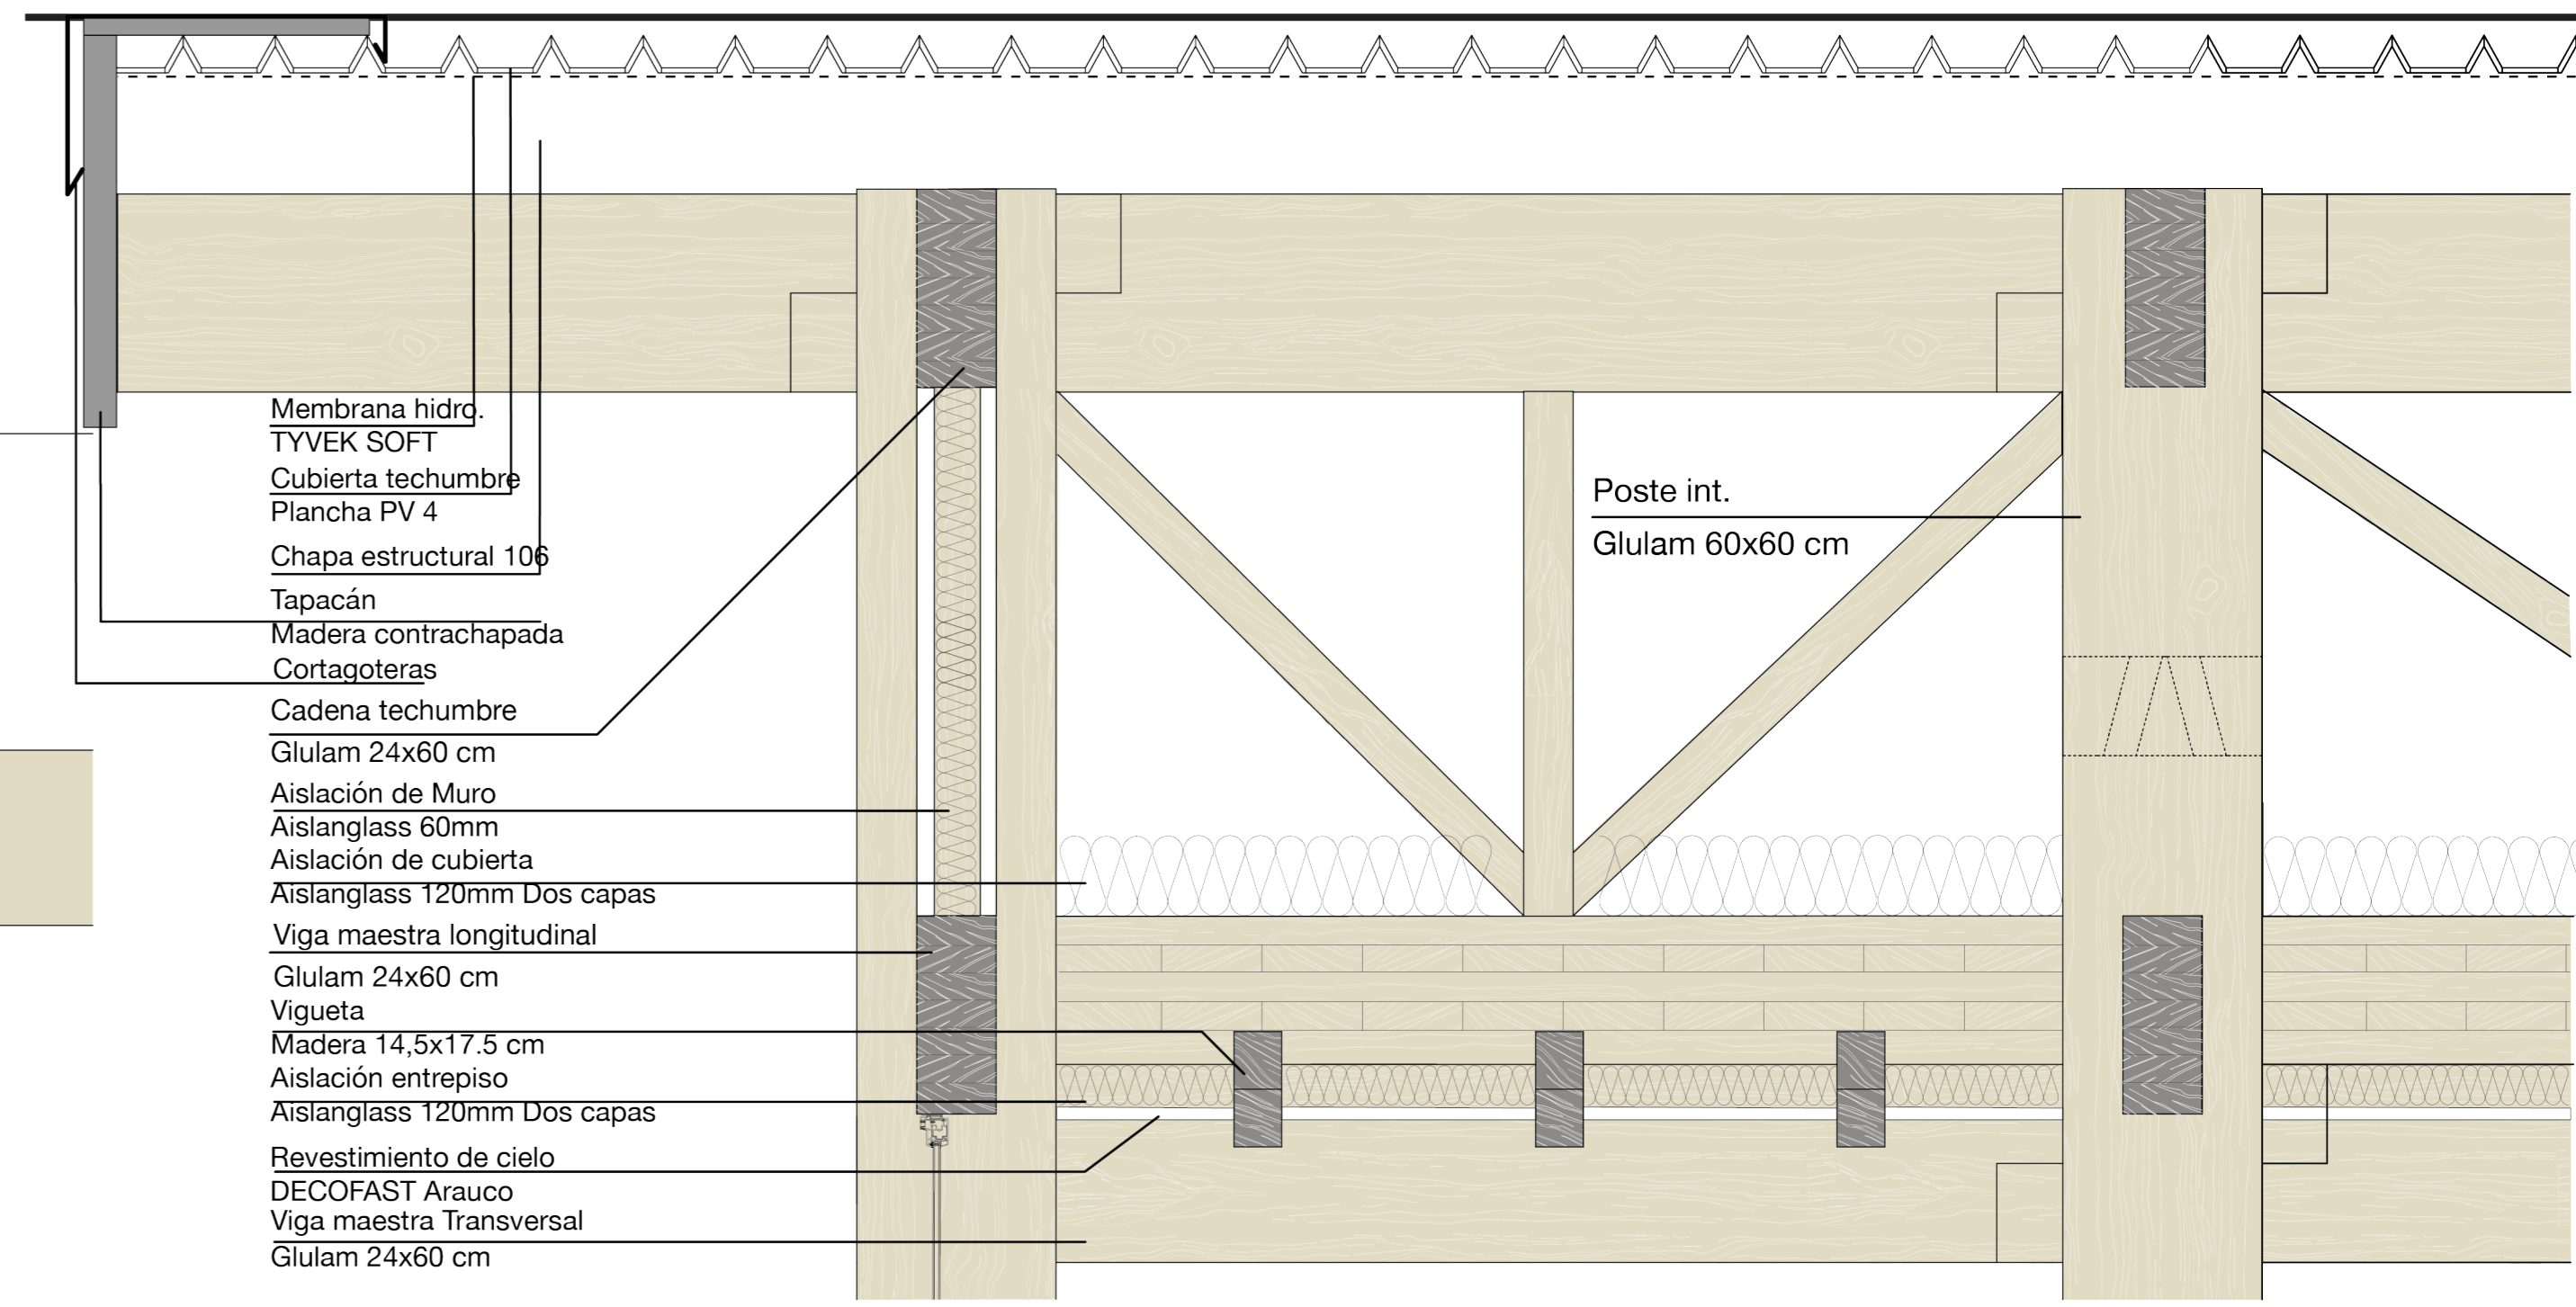 Membrana hidro.
TYVEK SOFT
Cubierta techumbre
Plancha PV 4
Chapa estructural 106
Tapacán
Madera contrachapada
Cortagoteras
Cadena techumbre
Glulam 24x60 cm
Aislación de Muro
Aislanglass 60mm
Aislación de cubierta
Aislanglass 120mm Dos capas
Viga maestra longitudinal
Glulam 24x60 cm
Vigueta
Madera 14,5x17.5 cm
Aislación entrepiso
Aislanglass 120mm Dos capas
Revestimiento de cielo
DECOFAST Arauco
Viga maestra Transversal
Glulam 24x60 cm
Poste int.
Glulam 60x60 cm